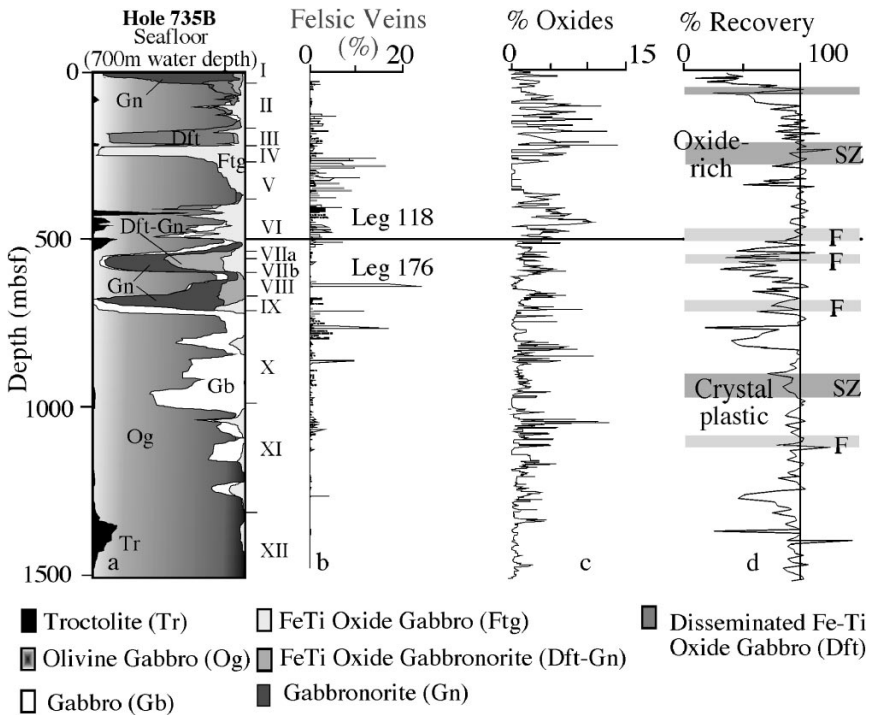 Hole 735B
Seafloor
(700m water depth)
Felsic Veins
(%)
% Oxides
% Recovery
0
20
0
15
0
100
Depth (mbsf)
0
500
1000
1500
Gn
Dft
Ftg
Dft-Gn
Gn
Gb
Og
Tr
a
I
II
III
IV
V
VI
VIIa
VIIb
VIII
IX
X
XI
XII
Leg 118
Leg 176
b
c
Oxide-
rich
SZ
F
F
F
Crystal
plastic
SZ
F
d
Troctolite (Tr)
Olivine Gabbro (Og)
Gabbro (Gb)
FeTi Oxide Gabbro (Ftg)
FeTi Oxide Gabbronorite (Dft-Gn)
Gabbronorite (Gn)
Disseminated Fe-Ti
Oxide Gabbro (Dft)